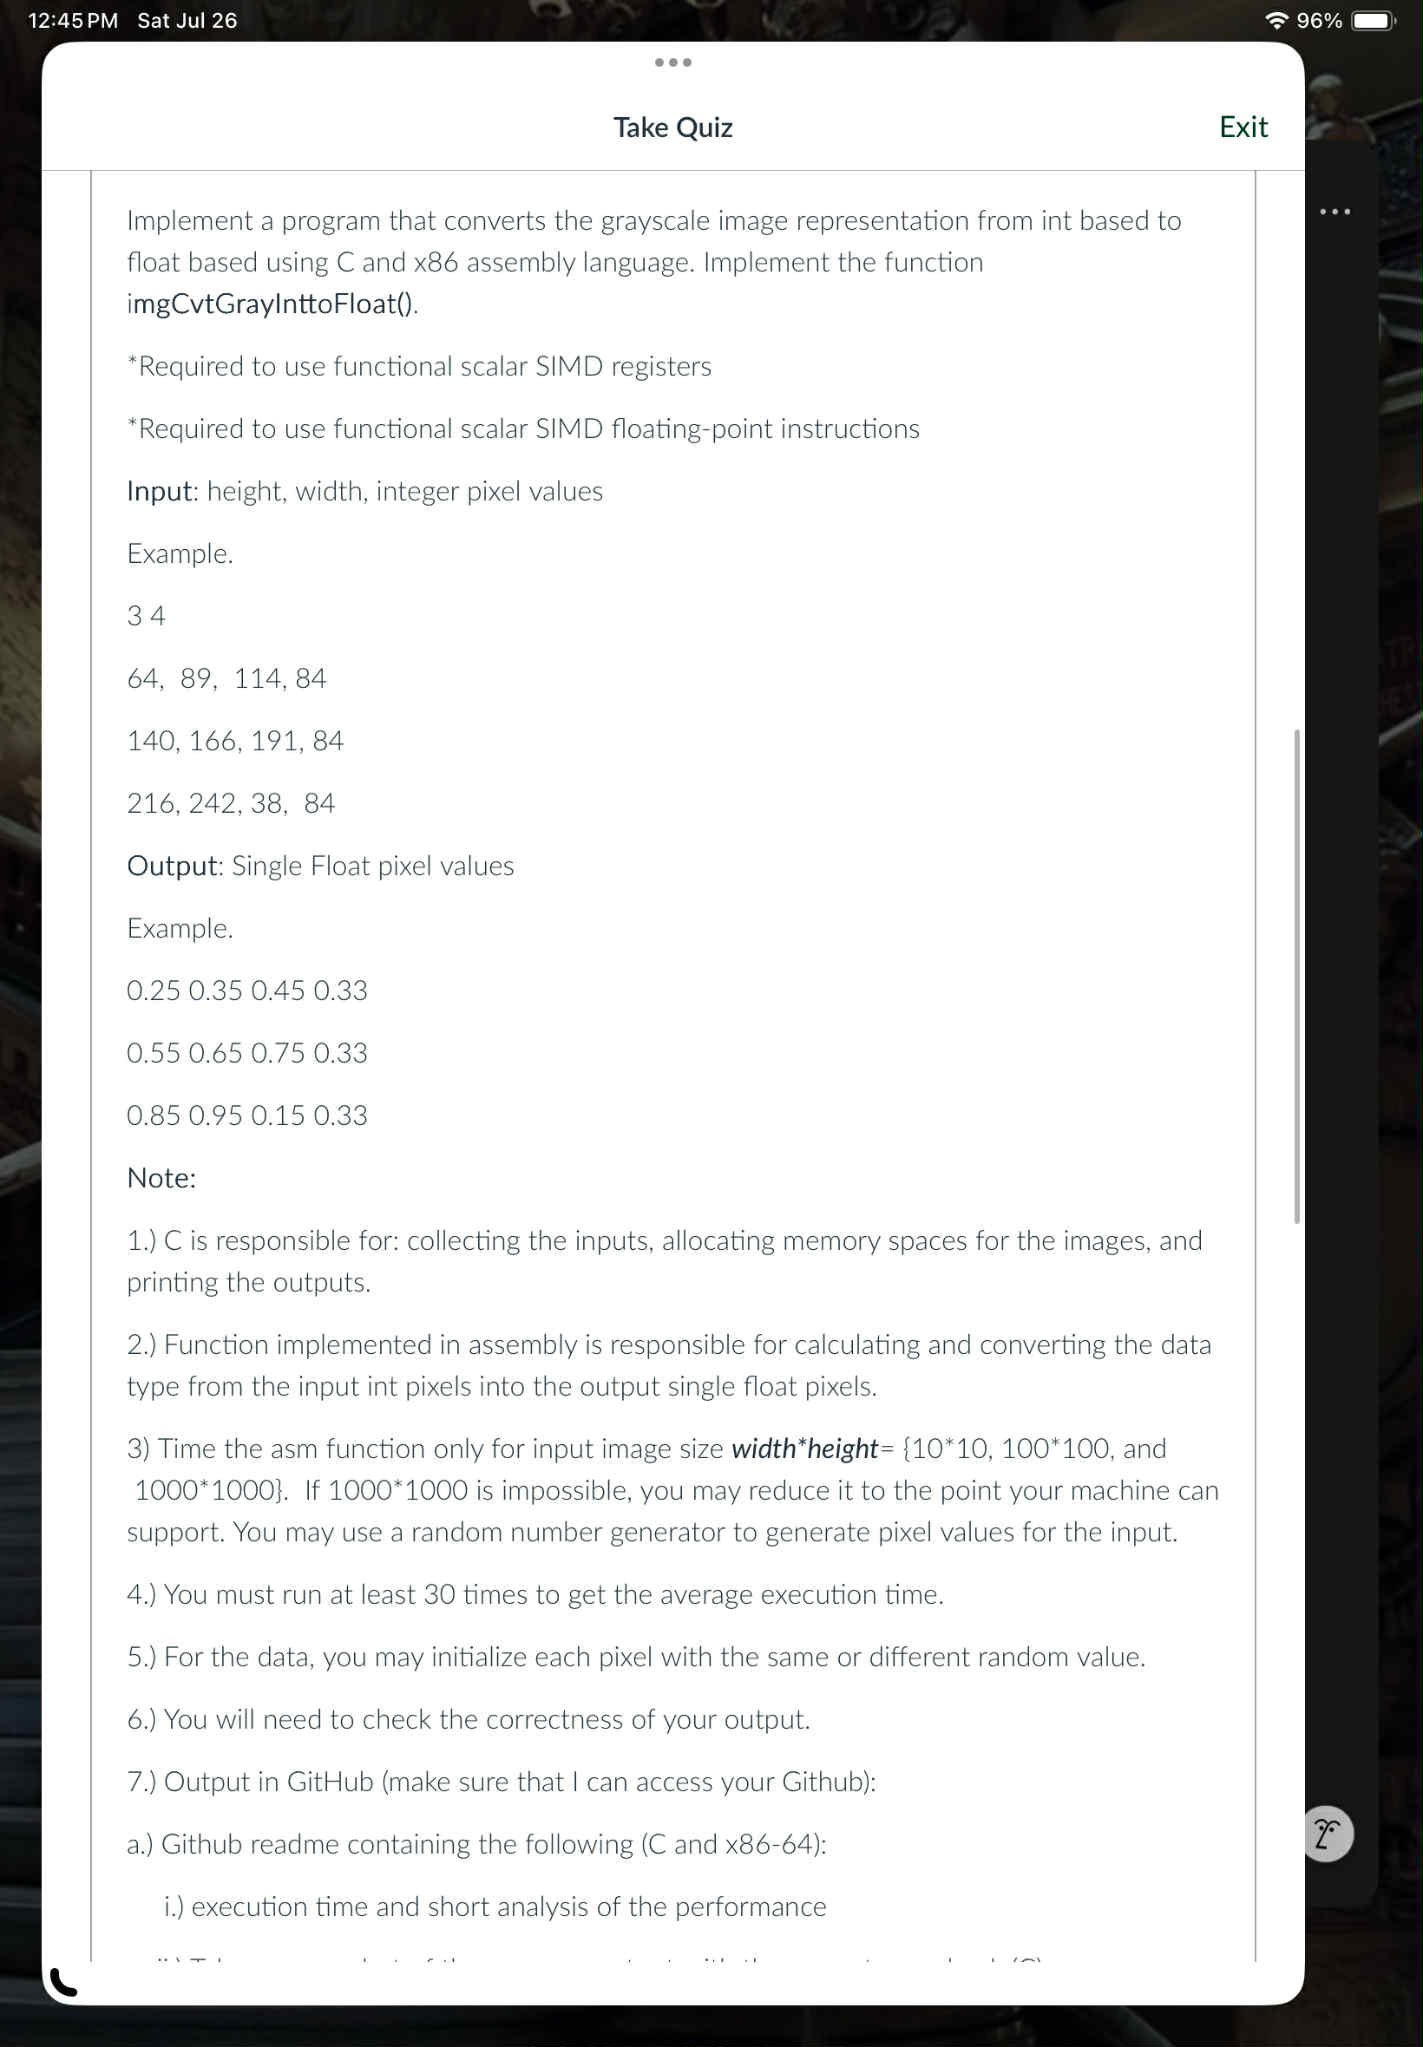 12:45 PM Sat Jul 26
96%
Take Quiz
Exit
Implement a program that converts the grayscale image representation from int based to
float based using C and x86 assembly language. Implement the function
imgCvtGrayInttoFloat().
*Required to use functional scalar SIMD registers
*Required to use functional scalar SIMD floating-point instructions
Input: height, width, integer pixel values
Example.
3 4
64, 89, 114, 84
140, 166, 191, 84
216, 242, 38, 84
Output: Single Float pixel values
Example.
0.25 0.35 0.45 0.33
0.55 0.65 0.75 0.33
0.85 0.95 0.15 0.33
Note:
1.) C is responsible for: collecting the inputs, allocating memory spaces for the images, and
printing the outputs.
2.) Function implemented in assembly is responsible for calculating and converting the data
type from the input int pixels into the output single float pixels.
3) Time the asm function only for input image size width*height= {10*10, 100*100, and
1000*1000}. If 1000*1000 is impossible, you may reduce it to the point your machine can
support. You may use a random number generator to generate pixel values for the input.
4.) You must run at least 30 times to get the average execution time.
5.) For the data, you may initialize each pixel with the same or different random value.
6.) You will need to check the correctness of your output.
7.) Output in GitHub (make sure that I can access your Github):
a.) Github readme containing the following (C and x86-64):
i.) execution time and short analysis of the performance